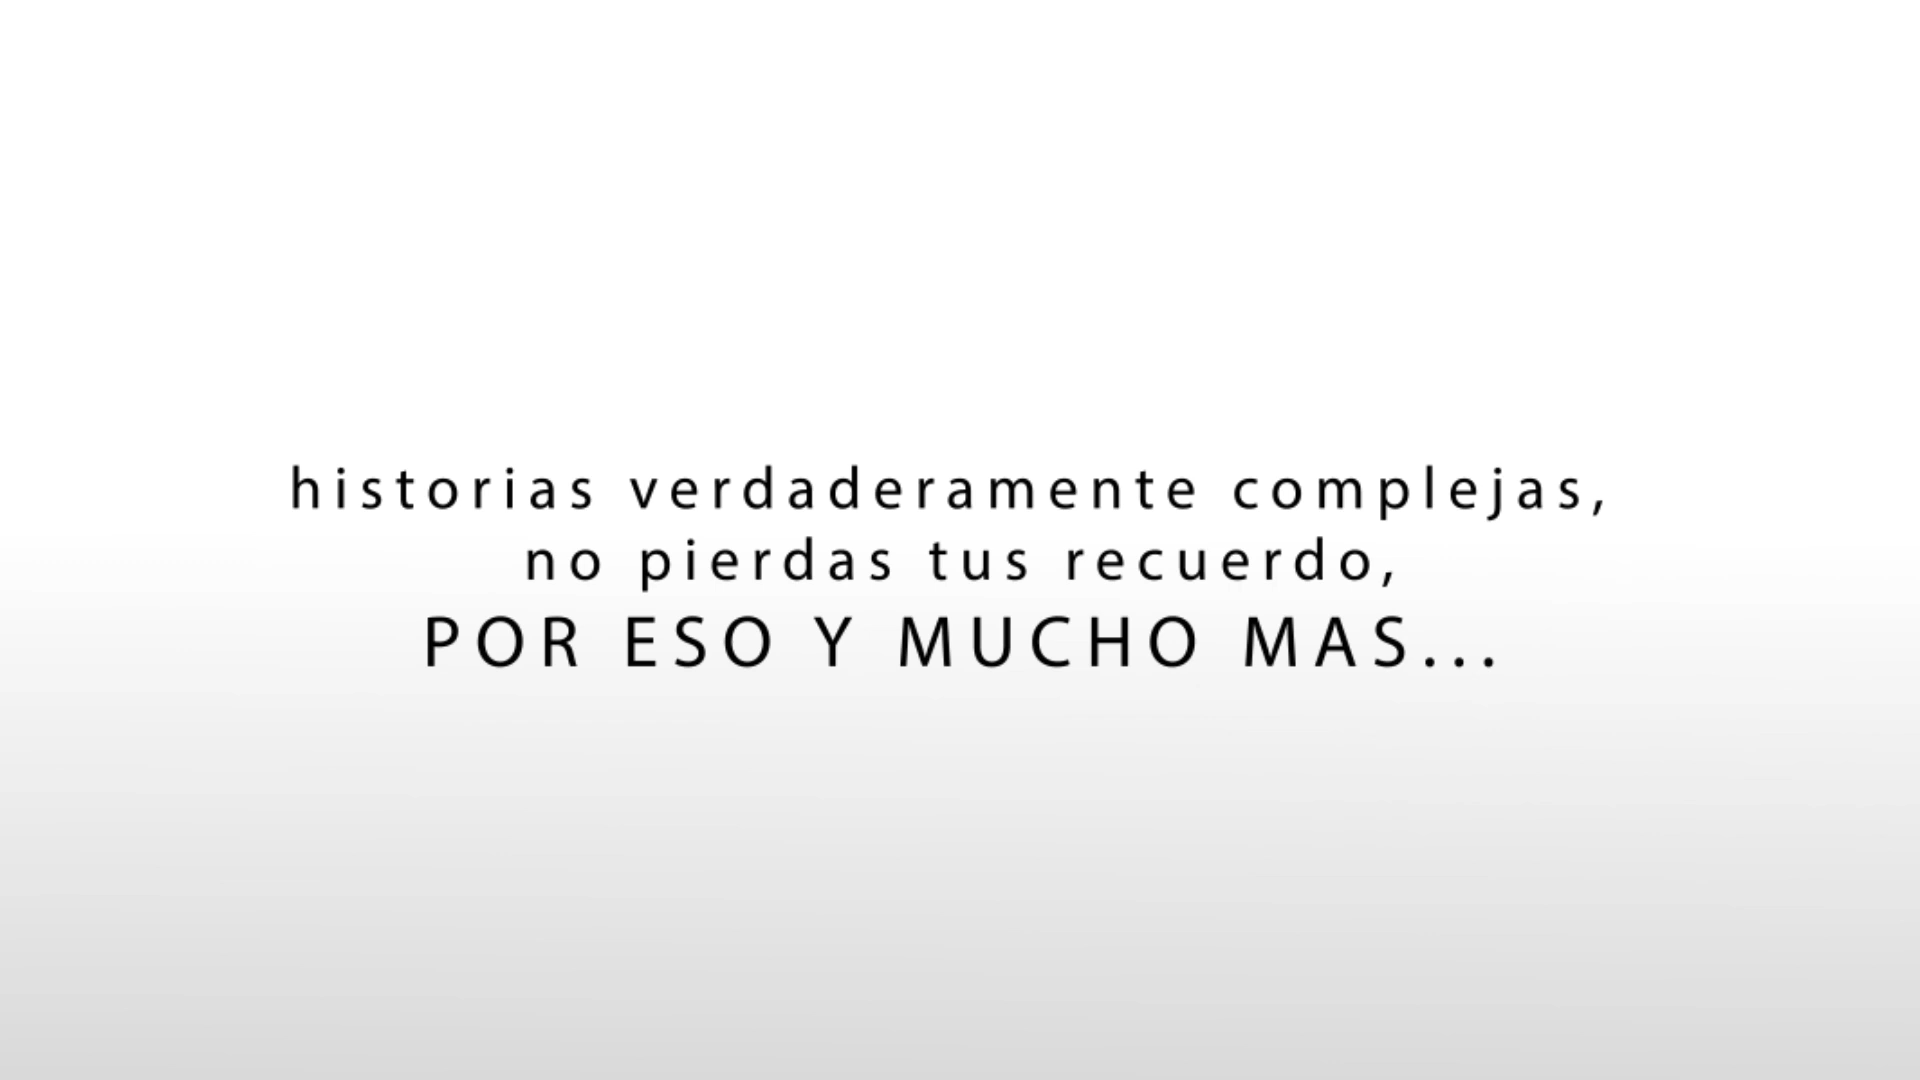 historias verdaderamente complejas,
no pierdas tus recuerdo,
POR ESO Y MUCHO MAS...